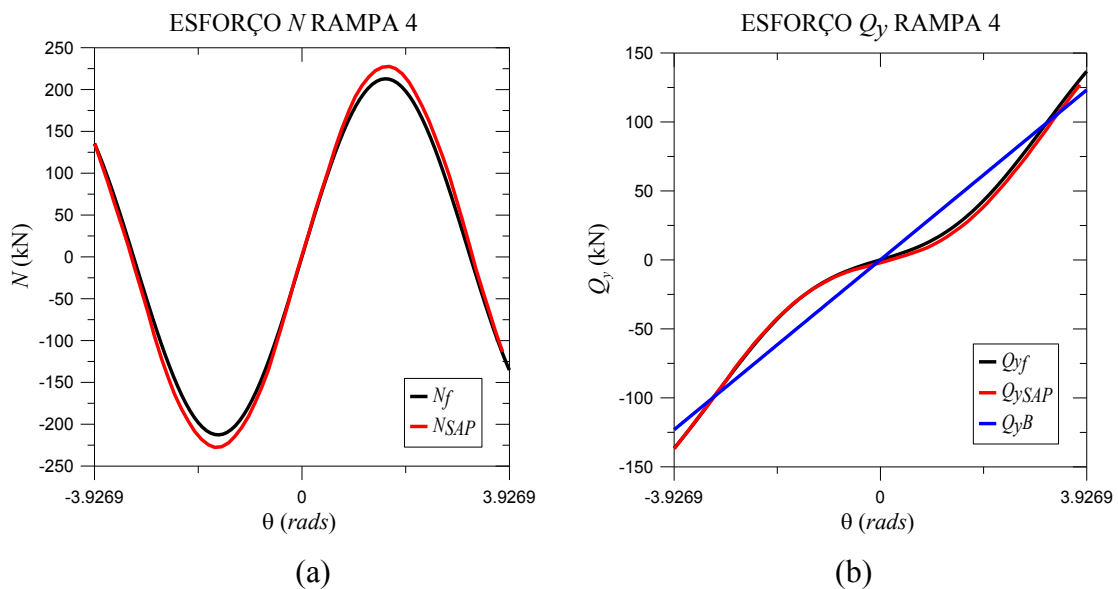 ESFORÇO N RAMPA 4
250
200
150
100
50
0
-50
-100
-150
-200
-250
N (kN)
Nf
NSAP
-3.9269
0
3.9269
θ (rads)
(a)
ESFORÇO Qy RAMPA 4
150
100
50
0
-50
-100
-150
Qy (kN)
Qyf
QySAP
QyB
-3.9269
0
3.9269
θ (rads)
(b)